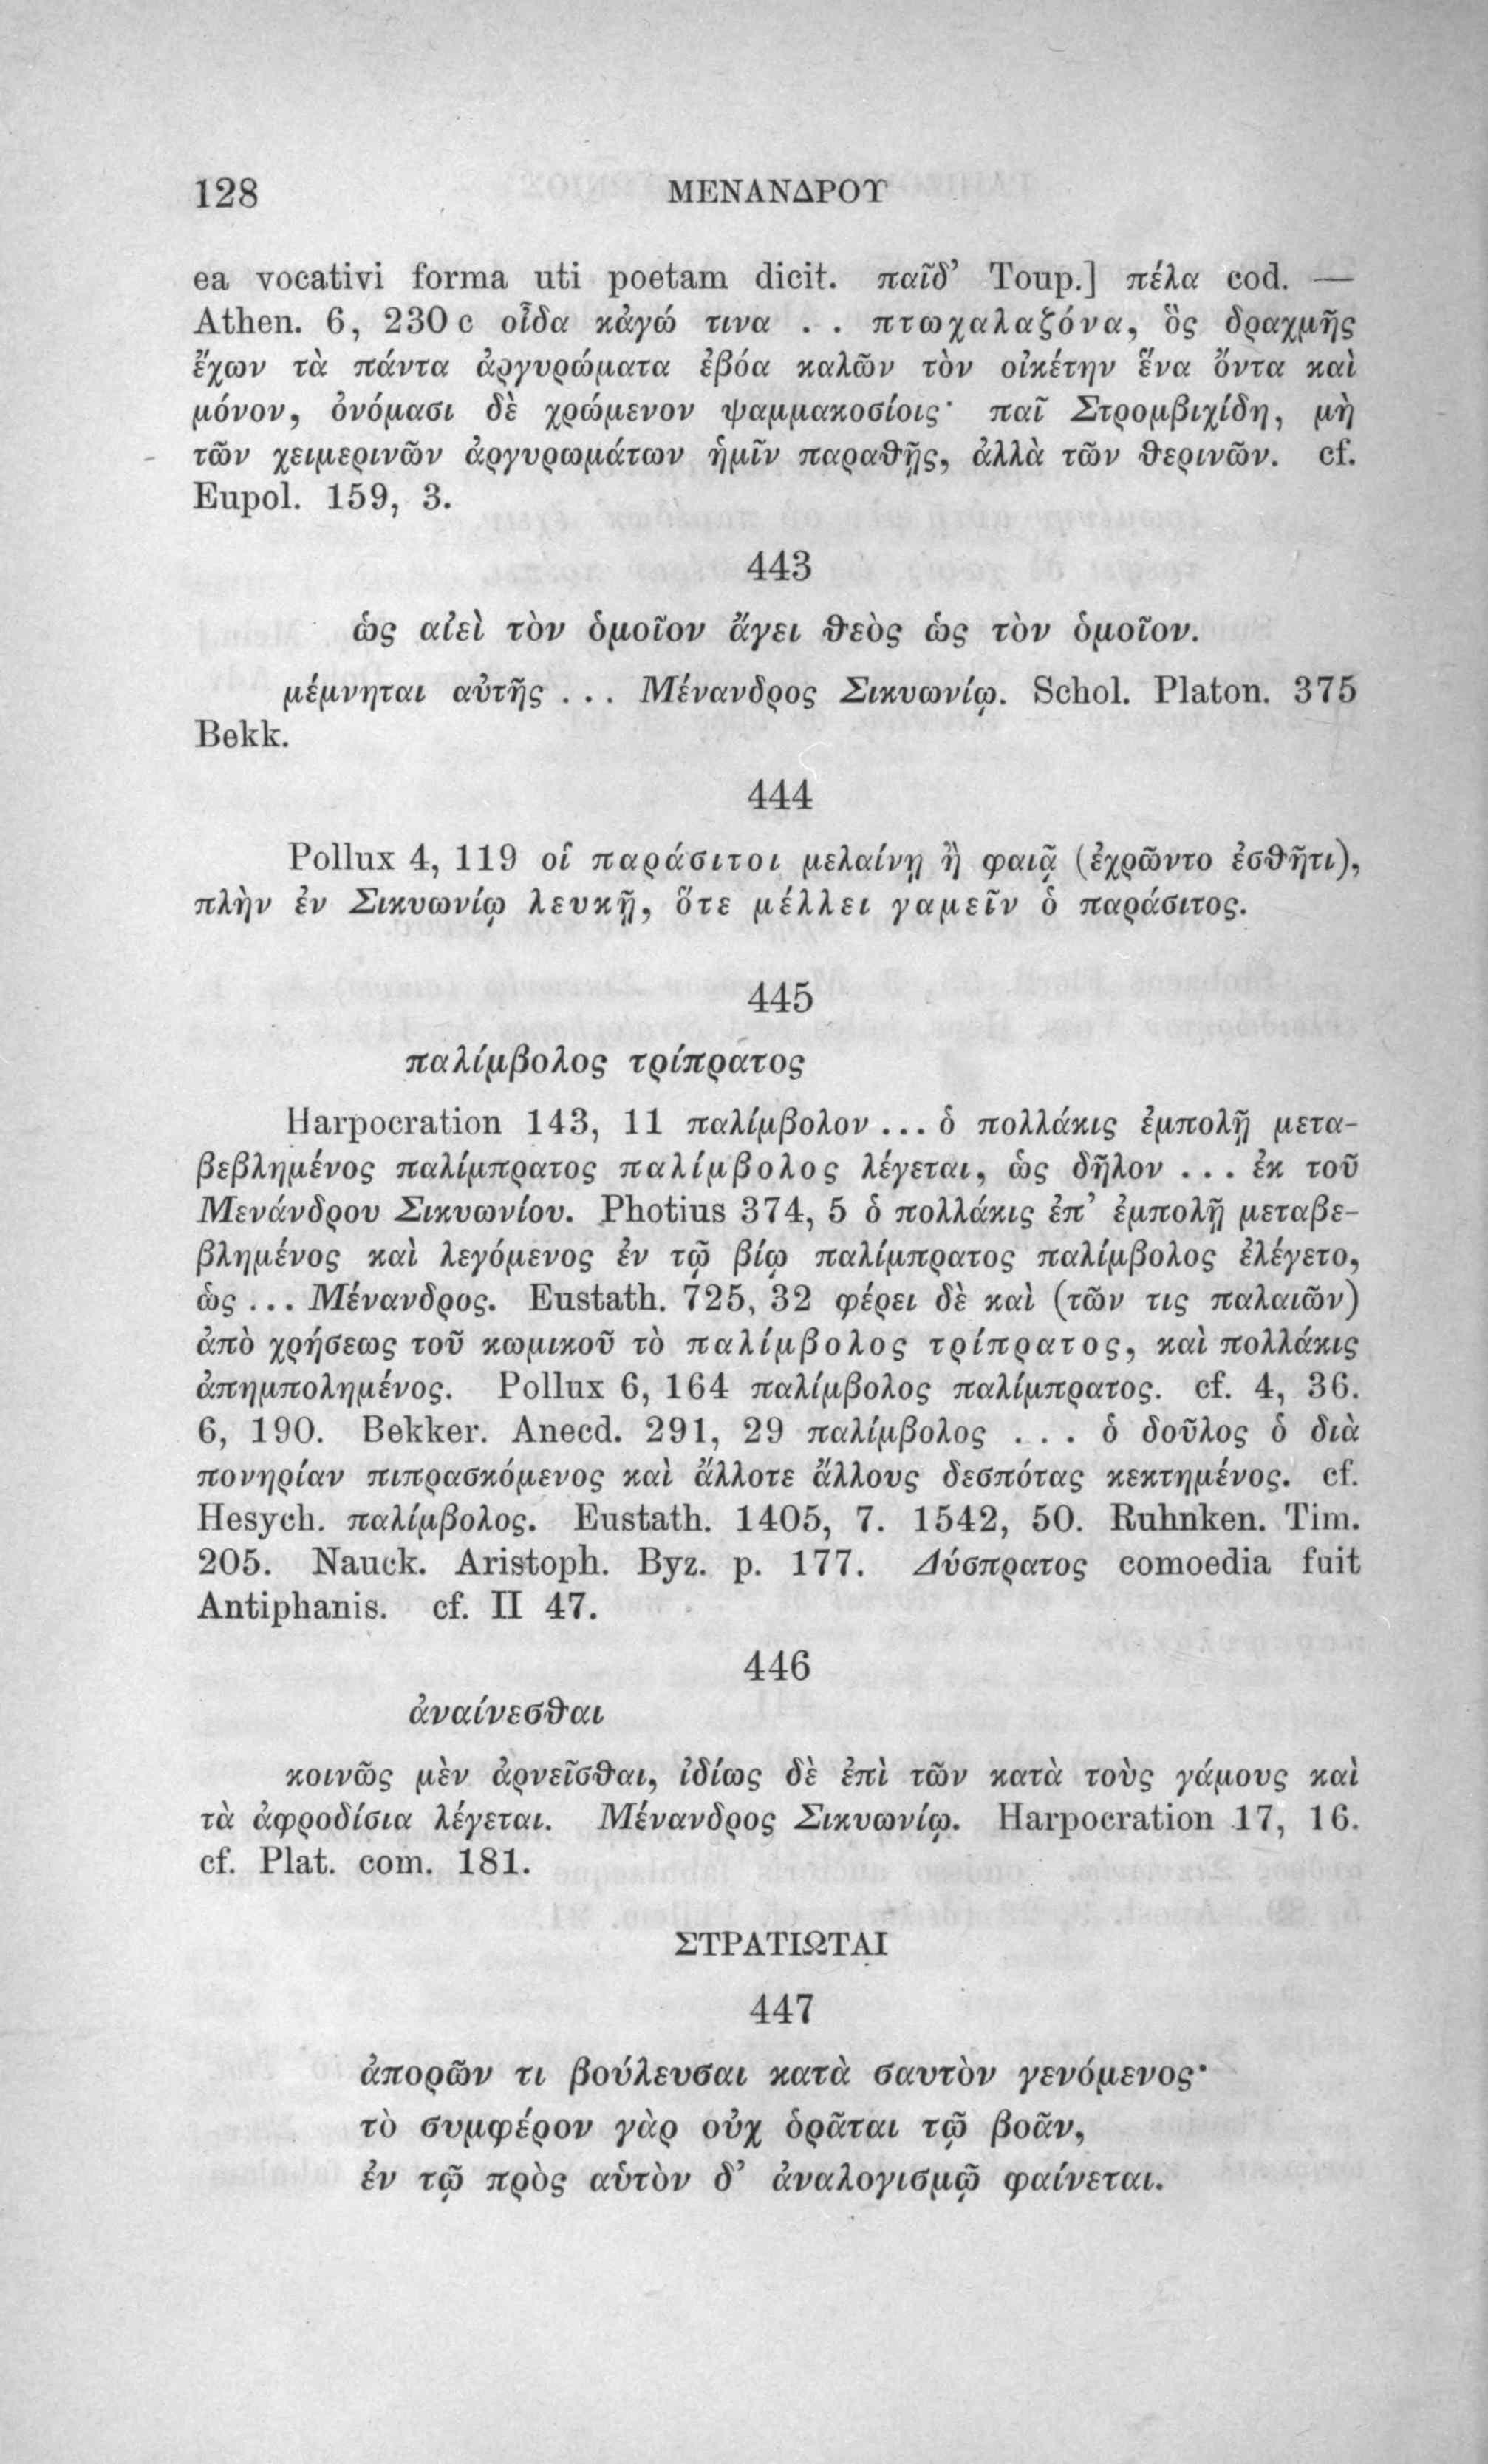 128
ΜΕΝΑΝΔΡΟΥ
ea vocativi forma uti poetam dicit. παῖδ’ Toup.] πέλα cod. —
Athen. 6, 230 c οἶδα κἀγώ τινα . . πτωχαλαζόνα, ὃς δραχμῆς
ἔχων τὰ πάντα ἀργυρώματα ἐβόα καλῶν τὸν οἰκέτην ἕνα ὄντα καὶ
μόνον, ὀνόμασι δὲ χρώμενον ψαμμακοσίοις· παῖ Στρομβιχίδη, μὴ
τῶν χειμερινῶν ἀργυρωμάτων ἡμῖν παραθῇς, ἀλλὰ τῶν θερινῶν. cf.
Eupol. 159, 3.
443
ὡς αἰεὶ τὸν ὁμοῖον ἄγει θεὸς ὡς τὸν ὁμοῖον.
μέμνηται αὐτῆς . . . Μένανδρος Σικυωνίῳ. Schol. Platon. 375
Bekk.
444
Pollux 4, 119 οἱ παράσιτοι μελαίνῃ ἢ φαιᾷ (ἐχρῶντο ἐσθῆτι),
πλὴν ἐν Σικυωνίῳ λευκῇ, ὅτε μέλλει γαμεῖν ὁ παράσιτος.
445
παλίμβολος τρίπρατος
Harpocration 143, 11 παλίμβολον . . . ὁ πολλάκις ἐμπολῇ μετα-
βεβλημένος παλίμπρατος παλίμβολος λέγεται, ὡς δῆλον . . . ἐκ τοῦ
Μενάνδρου Σικυωνίου. Photius 374, 5 ὁ πολλάκις ἐπ’ ἐμπολῇ μεταβε-
βλημένος καὶ λεγόμενος ἐν τῷ βίῳ παλίμπρατος παλίμβολος ἐλέγετο,
ὡς . . . Μένανδρος. Eustath. 725, 32 φέρει δὲ καὶ (τῶν τις παλαιῶν)
ἀπὸ χρήσεως τοῦ κωμικοῦ τὸ παλίμβολος τρίπρατος, καὶ πολλάκις
ἀπημπολημένος. Pollux 6, 164 παλίμβολος παλίμπρατος. cf. 4, 36.
6, 190. Bekker. Anecd. 291, 29 παλίμβολος . . . ὁ δοῦλος ὁ διὰ
πονηρίαν πιπρασκόμενος καὶ ἄλλοτε ἄλλους δεσπότας κεκτημένος. cf.
Hesych. παλίμβολος. Eustath. 1405, 7. 1542, 50. Ruhnken. Tim.
205. Nauck. Aristoph. Byz. p. 177. Δύσπρατος comoedia fuit
Antiphanis. cf. II 47.
446
ἀναίνεσθαι
κοινῶς μὲν ἀρνεῖσθαι, ἰδίως δὲ ἐπὶ τῶν κατὰ τοὺς γάμους καὶ
τὰ ἀφροδίσια λέγεται. Μένανδρος Σικυωνίῳ. Harpocration 17, 16.
cf. Plat. com. 181.
ΣΤΡΑΤΙΩΤΑΙ
447
ἀπορῶν τι βούλευσαι κατὰ σαυτὸν γενόμενος·
τὸ συμφέρον γὰρ οὐχ ὁρᾶται τῷ βοᾶν,
ἐν τῷ πρὸς αὑτὸν δ’ ἀναλογισμῷ φαίνεται.